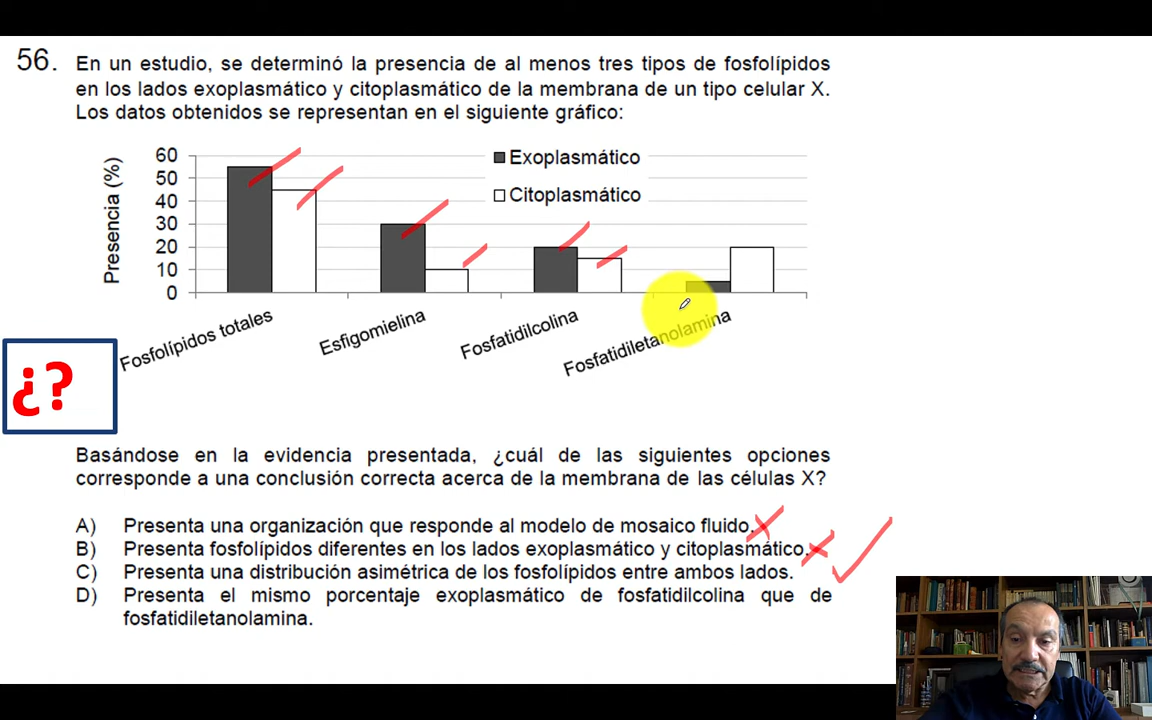 56. En un estudio, se determinó la presencia de al menos tres tipos de fosfolípidos
en los lados exoplasmático y citoplasmático de la membrana de un tipo celular X.
Los datos obtenidos se representan en el siguiente gráfico:
Presencia (%)
60
50
40
30
20
10
0
Exoplasmático
Citoplasmático
Fosfolípidos totales
Esfigomielina
Fosfatidilcolina
Fosfatidiletanolamina
¿?
Basándose en la evidencia presentada, ¿cuál de las siguientes opciones
corresponde a una conclusión correcta acerca de la membrana de las células X?
A) Presenta una organización que responde al modelo de mosaico fluido.
B) Presenta fosfolípidos diferentes en los lados exoplasmático y citoplasmático.
C) Presenta una distribución asimétrica de los fosfolípidos entre ambos lados.
D) Presenta el mismo porcentaje exoplasmático de fosfatidilcolina que de
fosfatidiletanolamina.